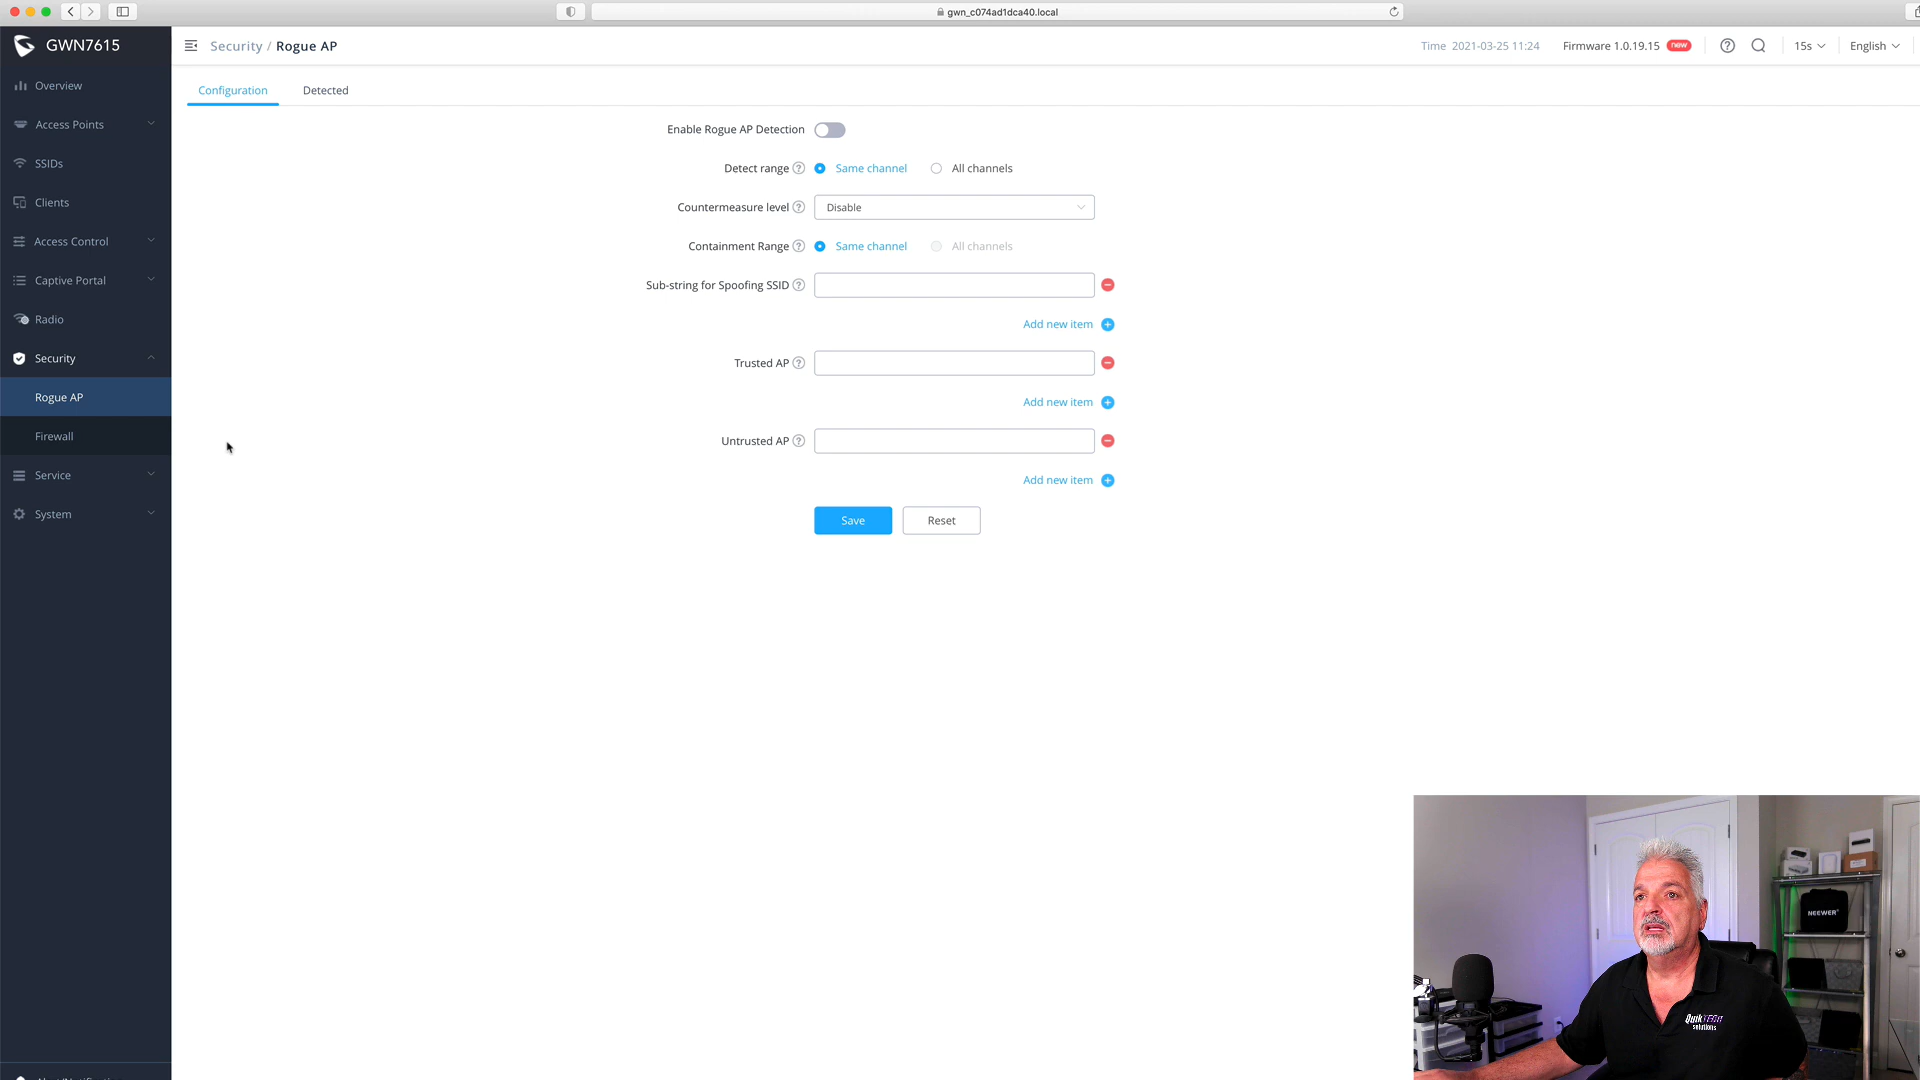 gwn_c074ad1dca40.local
GWN7615
Security / Rogue AP
Time 2021-03-25 11:24
Firmware 1.0.19.15 new
15s
English
Overview
Access Points
SSIDs
Clients
Access Control
Captive Portal
Radio
Security
Rogue AP
Firewall
Service
System
Configuration
Detected
Enable Rogue AP Detection
Detect range ? Same channel All channels
Countermeasure level ? Disable
Containment Range ? Same channel All channels
Sub-string for Spoofing SSID ?
Add new item
Trusted AP ?
Add new item
Untrusted AP ?
Add new item
Save Reset
NEEWER
QuikTECH
solutions